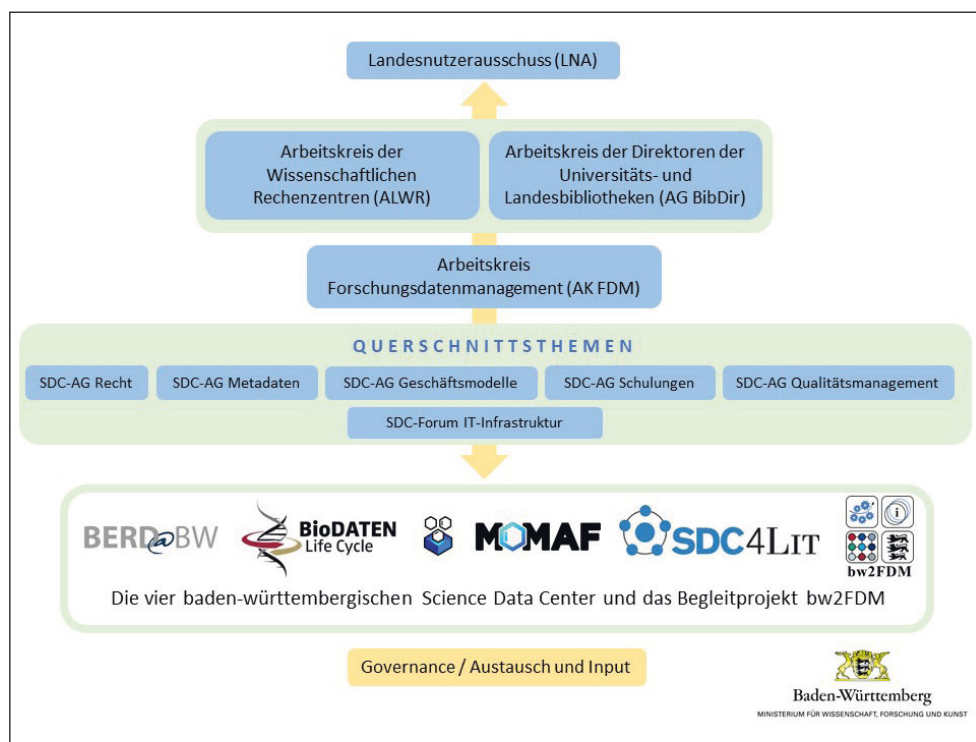 Landesnutzerausschuss (LNA)
Arbeitskreis der
Wissenschaftlichen
Rechenzentren (ALWR)
Arbeitskreis der Direktoren der
Universitäts- und
Landesbibliotheken (AG BibDir)
Arbeitskreis
Forschungsdatenmanagement (AK FDM)
QUERSCHNITTSTHEMEN
SDC-AG Recht
SDC-AG Metadaten
SDC-AG Geschäftsmodelle
SDC-AG Schulungen
SDC-AG Qualitätsmanagement
SDC-Forum IT-Infrastruktur
BERD@BW
BioDATEN
Life Cycle
MOMAF
SDC4LIT
i
bw2FDM
Die vier baden-württembergischen Science Data Center und das Begleitprojekt bw2FDM
Governance / Austausch und Input
Baden-Württemberg
MINISTERIUM FÜR WISSENSCHAFT, FORSCHUNG UND KUNST